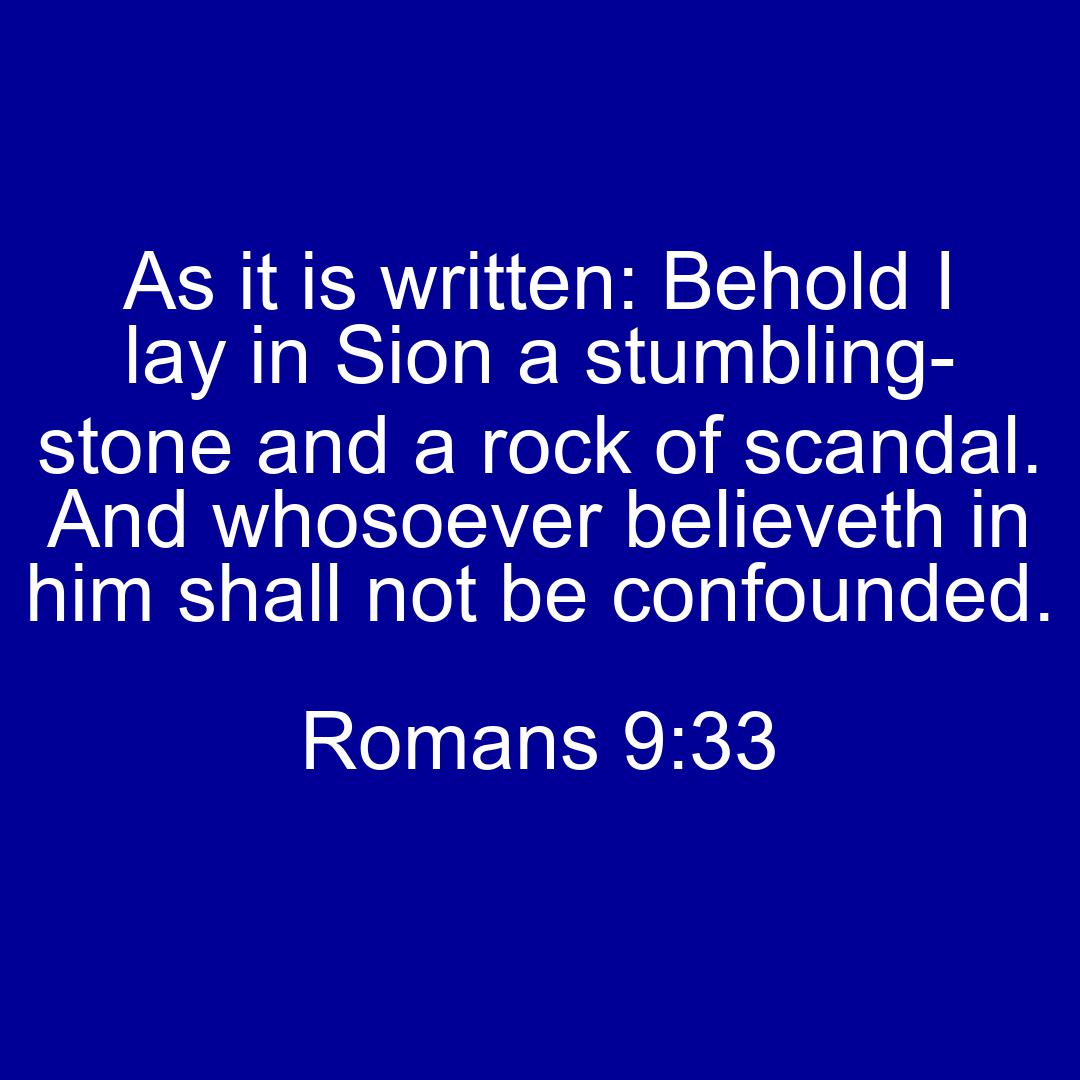 As it is written: Behold I
lay in Sion a stumbling-
stone and a rock of scandal.
And whosoever believeth in
him shall not be confounded.
Romans 9:33